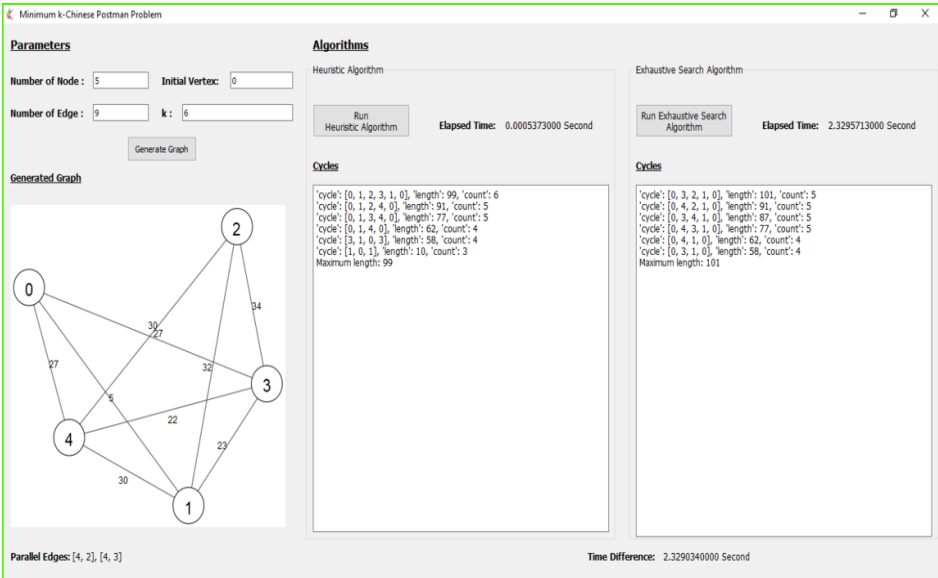 Minimum k-Chinese Postman Problem
Parameters
Number of Node : 5 Initial Vertex: 0
Number of Edge : 9 k : 6
Generate Graph
Generated Graph
2
0
34
30
27
27
32
3
5
22
4
23
30
1
Parallel Edges: [4, 2], [4, 3]
Algorithms
Heuristic Algorithm
Run
Heurisitic Algorithm
Elapsed Time: 0.0005373000 Second
Cycles
'cycle': [0, 1, 2, 3, 1, 0], 'length': 99, 'count': 6
'cycle': [0, 1, 2, 4, 0], 'length': 91, 'count': 5
'cycle': [0, 1, 3, 4, 0], 'length': 77, 'count': 5
'cycle': [0, 1, 4, 0], 'length': 62, 'count': 4
'cycle': [3, 1, 0, 3], 'length': 58, 'count': 4
'cycle': [1, 0, 1], 'length': 10, 'count': 3
Maximum length: 99
Exhaustive Search Algorithm
Run Exhaustive Search
Algorithm
Elapsed Time: 2.3295713000 Second
Cycles
'cycle': [0, 3, 2, 1, 0], 'length': 101, 'count': 5
'cycle': [0, 4, 2, 1, 0], 'length': 91, 'count': 5
'cycle': [0, 3, 4, 1, 0], 'length': 87, 'count': 5
'cycle': [0, 4, 3, 1, 0], 'length': 77, 'count': 5
'cycle': [0, 4, 1, 0], 'length': 62, 'count': 4
'cycle': [0, 3, 1, 0], 'length': 58, 'count': 4
Maximum length: 101
Time Difference: 2.3290340000 Second